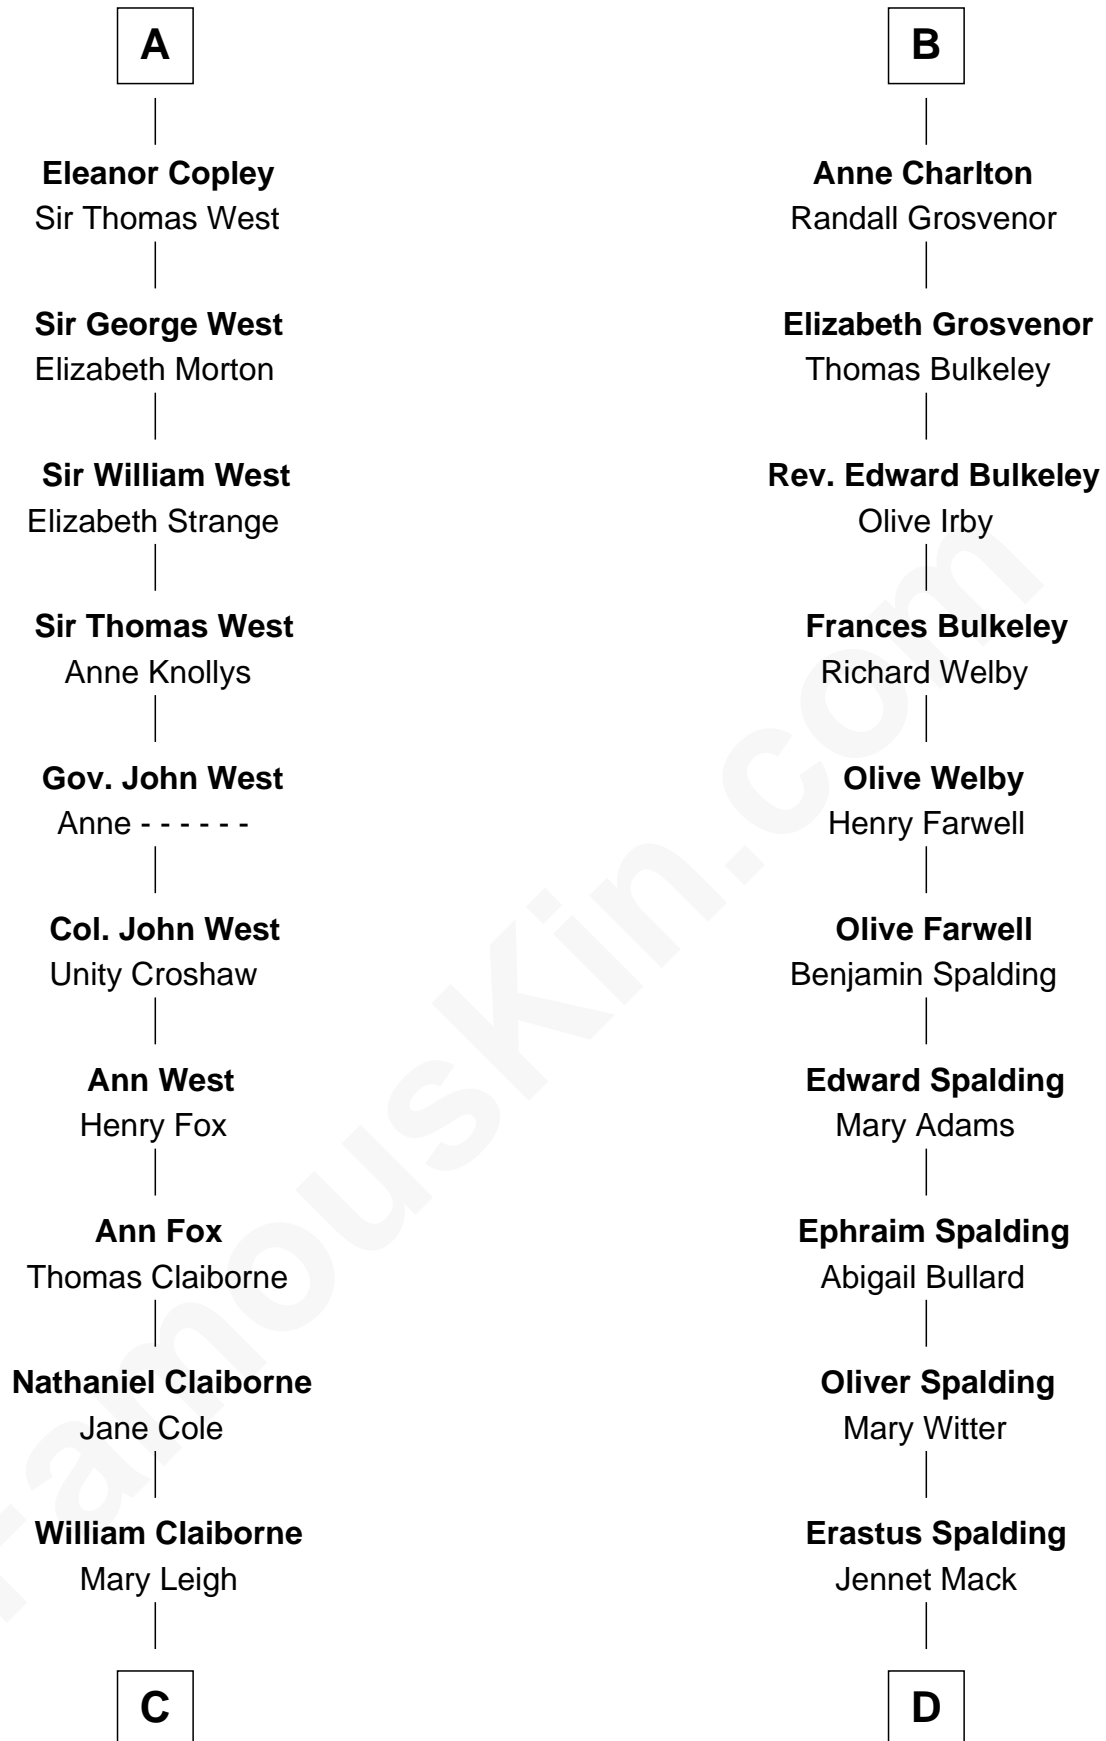 A
Eleanor Copley
Sir Thomas West
Sir George West
Elizabeth Morton
Sir William West
Elizabeth Strange
Sir Thomas West
Anne Knollys
Gov. John West
Anne - - - - - -
Col. John West
Unity Croshaw
Ann West
Henry Fox
Ann Fox
Thomas Claiborne
Nathaniel Claiborne
Jane Cole
William Claiborne
Mary Leigh
C
B
Anne Charlton
Randall Grosvenor
Elizabeth Grosvenor
Thomas Bulkeley
Rev. Edward Bulkeley
Olive Irby
Frances Bulkeley
Richard Welby
Olive Welby
Henry Farwell
Olive Farwell
Benjamin Spalding
Edward Spalding
Mary Adams
Ephraim Spalding
Abigail Bullard
Oliver Spalding
Mary Witter
Erastus Spalding
Jennet Mack
D
FamousKin.com